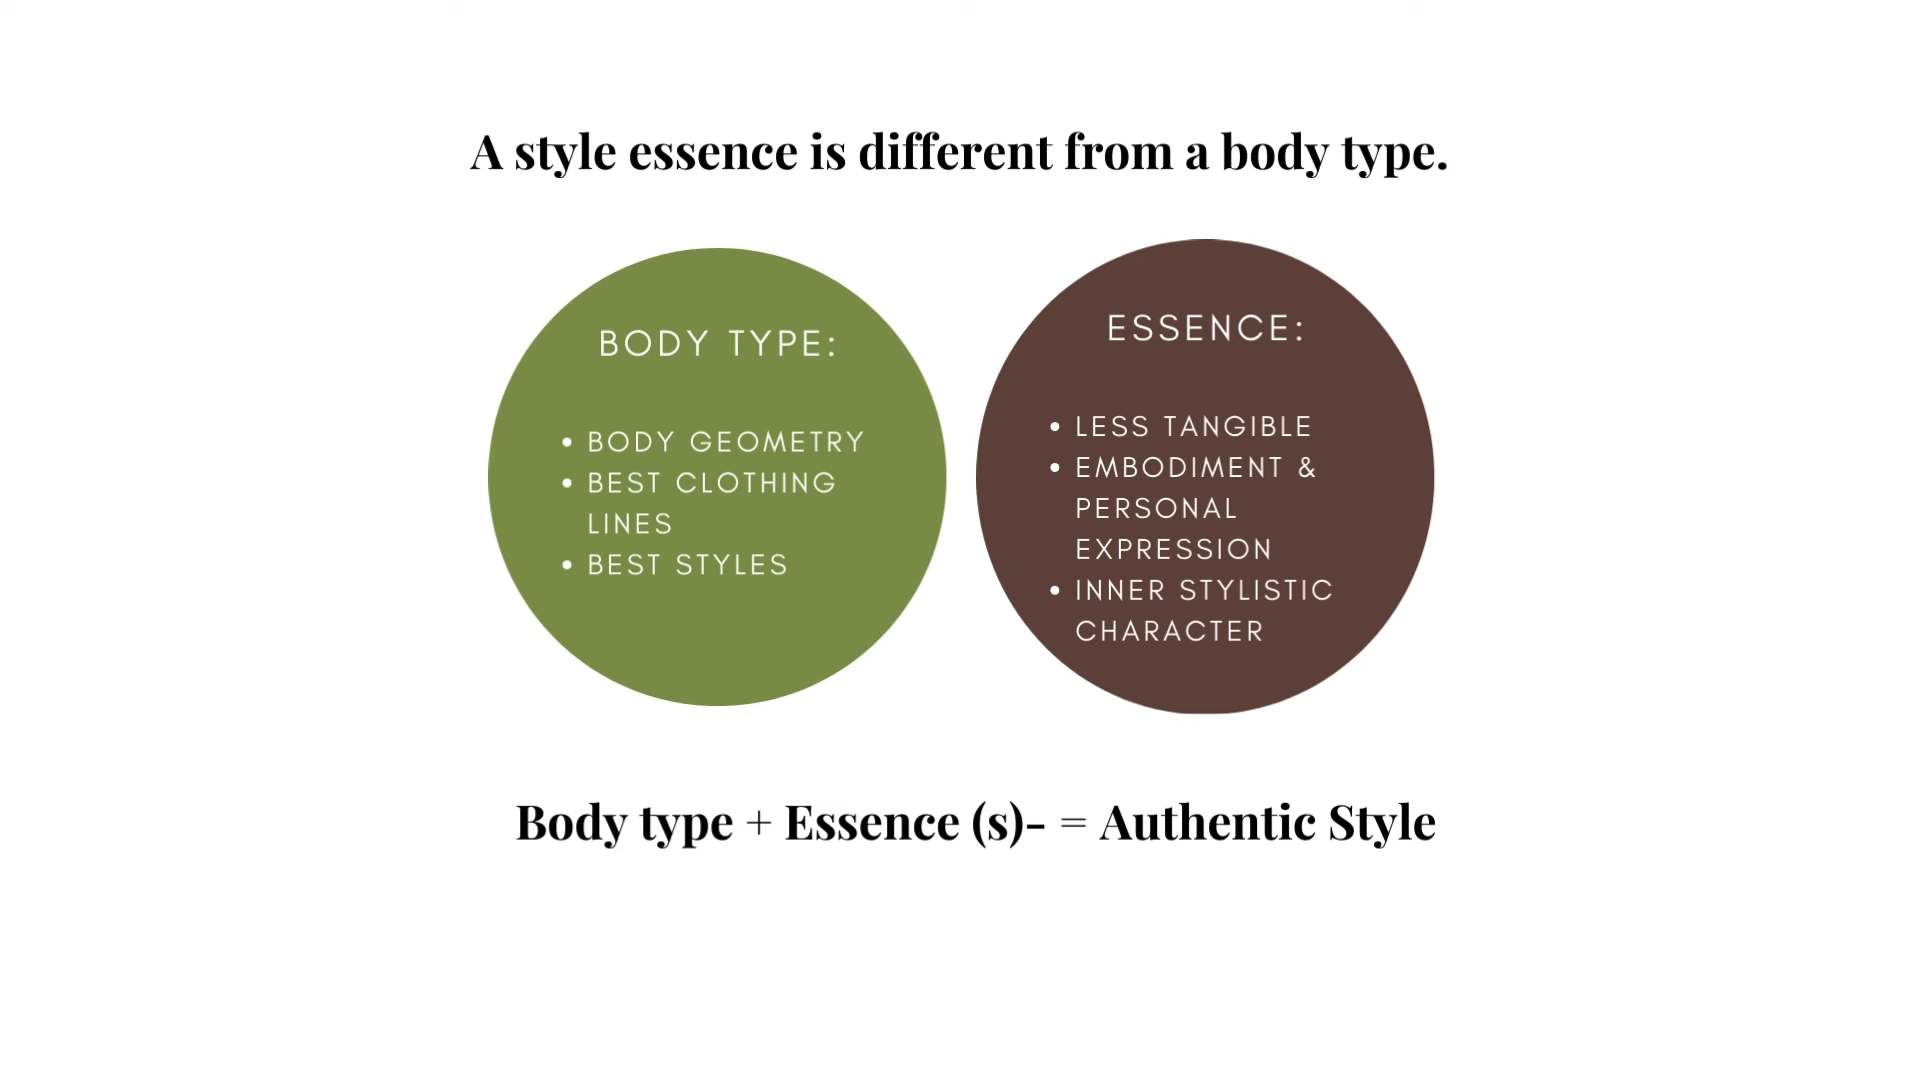 A style essence is different from a body type.
BODY TYPE:
• BODY GEOMETRY
• BEST CLOTHING
LINES
• BEST STYLES
ESSENCE:
• LESS TANGIBLE
• EMBODIMENT &
PERSONAL
EXPRESSION
• INNER STYLISTIC
CHARACTER
Body type + Essence (s)- = Authentic Style